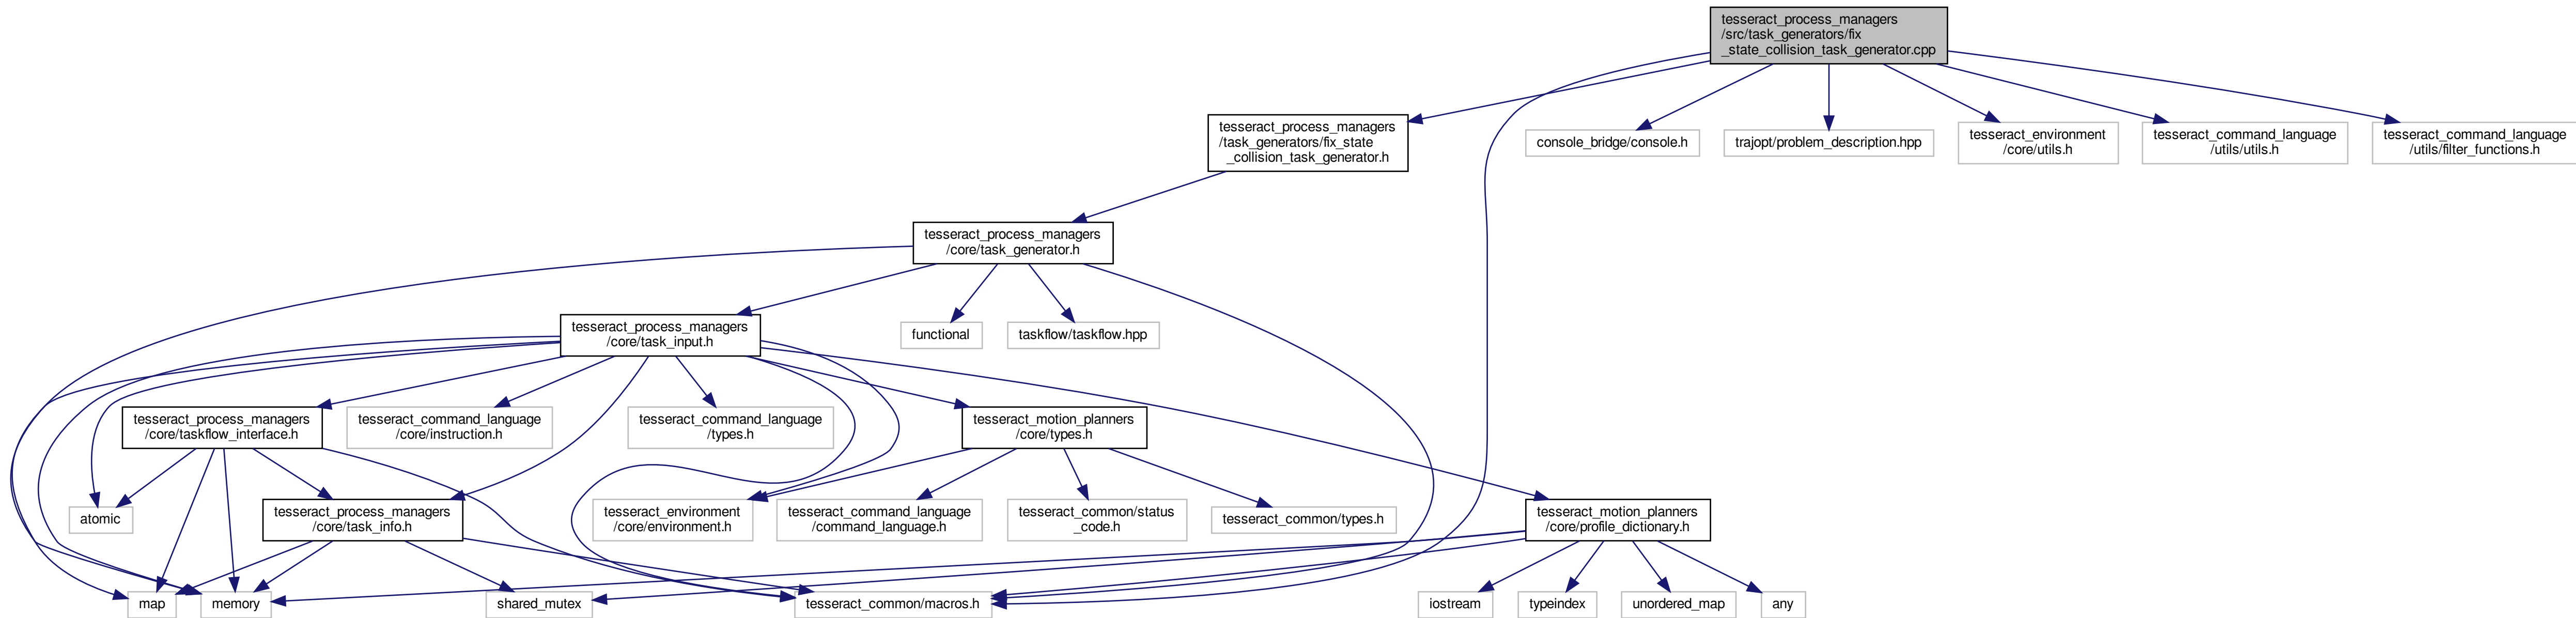 tesseract_process_managers
/src/task_generators/fix
_state_collision_task_generator.cpp
tesseract_process_managers
/task_generators/fix_state
_collision_task_generator.h
console_bridge/console.h
trajopt/problem_description.hpp
tesseract_environment
/core/utils.h
tesseract_command_language
/utils/utils.h
tesseract_command_language
/utils/filter_functions.h
tesseract_process_managers
/core/task_generator.h
tesseract_process_managers
/core/task_input.h
functional
taskflow/taskflow.hpp
tesseract_process_managers
/core/taskflow_interface.h
tesseract_command_language
/core/instruction.h
tesseract_command_language
/types.h
tesseract_motion_planners
/core/types.h
atomic
tesseract_process_managers
/core/task_info.h
tesseract_environment
/core/environment.h
tesseract_command_language
/command_language.h
tesseract_common/status
_code.h
tesseract_common/types.h
tesseract_motion_planners
/core/profile_dictionary.h
map
memory
shared_mutex
tesseract_common/macros.h
iostream
typeindex
unordered_map
any